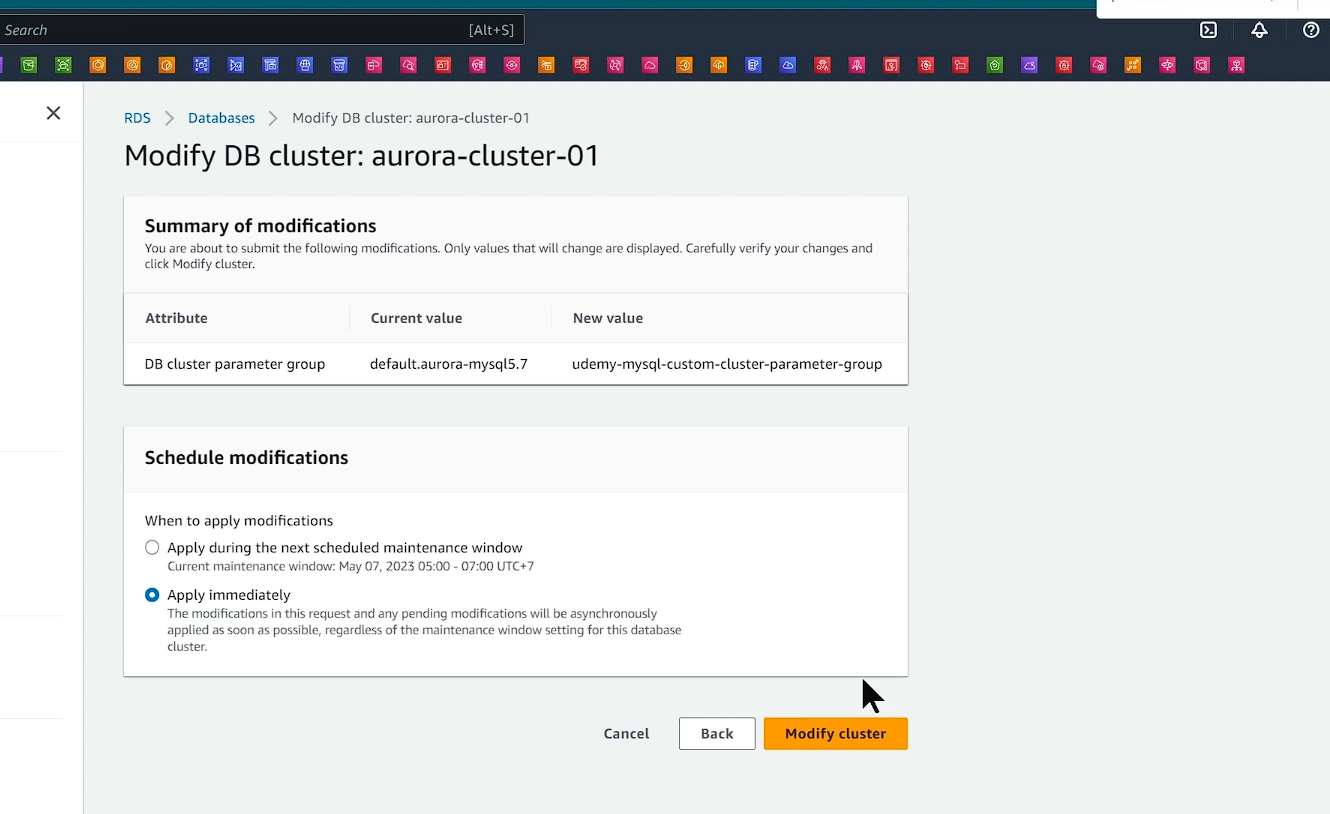 Search [Alt+S]
RDS Databases Modify DB cluster: aurora-cluster-01
Modify DB cluster: aurora-cluster-01
Summary of modifications
You are about to submit the following modifications. Only values that will change are displayed. Carefully verify your changes and
click Modify cluster.
Attribute Current value New value
DB cluster parameter group default.aurora-mysql5.7 udemy-mysql-custom-cluster-parameter-group
Schedule modifications
When to apply modifications
Apply during the next scheduled maintenance window
Current maintenance window: May 07, 2023 05:00 - 07:00 UTC+7
Apply immediately
The modifications in this request and any pending modifications will be asynchronously
applied as soon as possible, regardless of the maintenance window setting for this database
cluster.
Cancel Back Modify cluster